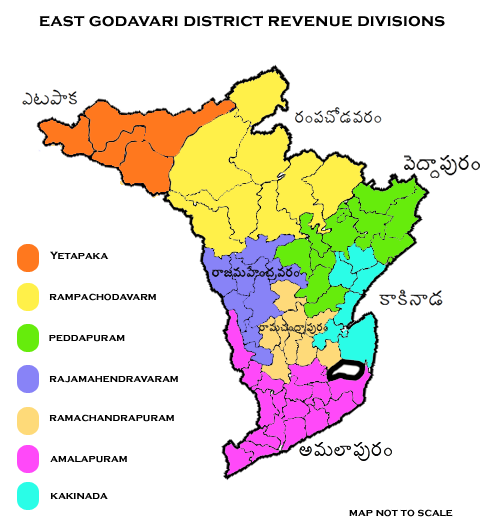 EAST GODAVARI DISTRICT REVENUE DIVISIONS
ఎటపాక
రంపచోడవరం
పెద్దాపురం
రాజమహేంద్రవరం
కాకినాడ
రామచంద్రాపురం
అమలాపురం
YETAPAKA
RAMPACHODAVARM
PEDDAPURAM
RAJAMAHENDRAVARAM
RAMACHANDRAPURAM
AMALAPURAM
KAKINADA
MAP NOT TO SCALE